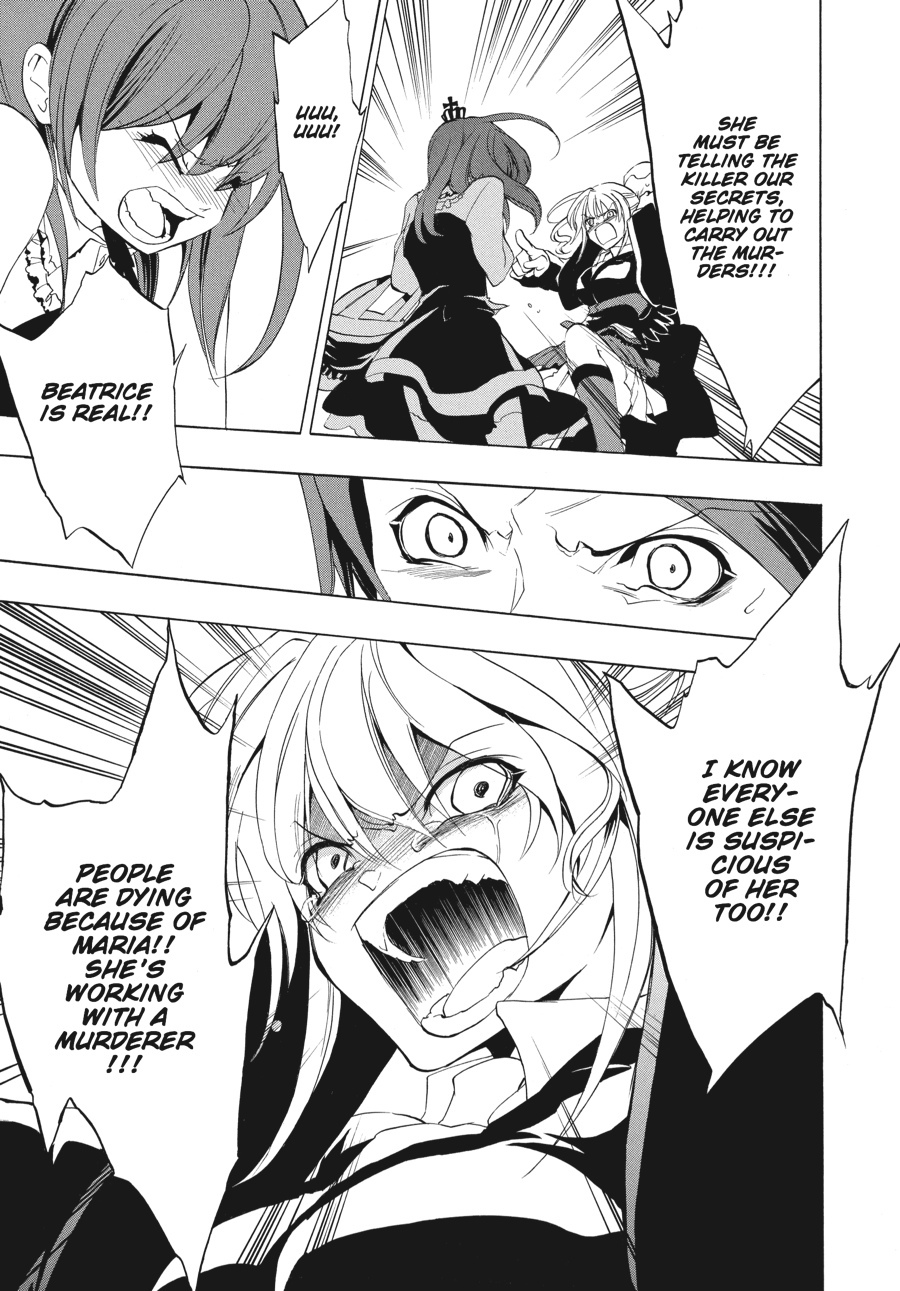 SHE
MUST BE
TELLING THE
KILLER OUR
SECRETS,
HELPING TO
CARRY OUT
THE MUR-
DERS!!!
UUU,
UUU!
BEATRICE
IS REAL!!
I KNOW
EVERY-
ONE ELSE
IS SUSPI-
CIOUS
OF HER
TOO!!
PEOPLE
ARE DYING
BECAUSE OF
MARIA!!
SHE'S
WORKING
WITH A
MURDERER
!!!